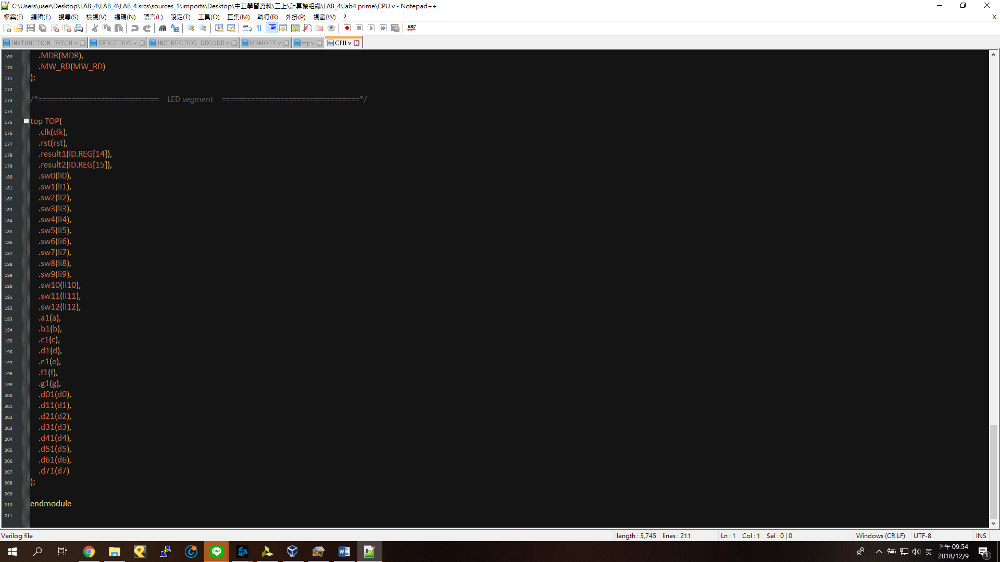 C:\Users\user\Desktop\LAB_4\LAB_4\LAB_4.srcs\sources_1\imports\Desktop\中正學習資料\三上\計算機組織\LAB_4\lab4 prime\CPU.v - Notepad++
檔案(F) 編輯(E) 搜尋(S) 檢視(V) 編碼(N) 語言(L) 設定(T) 工具(O) 巨集(M) 執行(R) 外掛(P) 視窗(W) ? X
INSTRUCTION_FETCH.v EXECUTION.v INSTRUCTION_DECODE.v MEMORY.v top.v CPU.v
169 .MDR(MDR),
170 .MW_RD(MW_RD)
171 );
172
173 /*============================= LED segment =================================*/
174
175 top TOP(
176 .clk(clk),
177 .rst(rst),
178 .result1(ID.REG[14]),
179 .result2(ID.REG[15]),
180 .sw0(li0),
181 .sw1(li1),
182 .sw2(li2),
183 .sw3(li3),
184 .sw4(li4),
185 .sw5(li5),
186 .sw6(li6),
187 .sw7(li7),
188 .sw8(li8),
189 .sw9(li9),
190 .sw10(li10),
191 .sw11(li11),
192 .sw12(li12),
193 .a1(a),
194 .b1(b),
195 .c1(c),
196 .d1(d),
197 .e1(e),
198 .f1(f),
199 .g1(g),
200 .d01(d0),
201 .d11(d1),
202 .d21(d2),
203 .d31(d3),
204 .d41(d4),
205 .d51(d5),
206 .d61(d6),
207 .d71(d7)
208 );
209
210 endmodule
211
Verilog file length : 3,745 lines : 211 Ln : 1 Col : 1 Sel : 0 | 0 Windows (CR LF) UTF-8 INS
英 下午 09:54
2018/12/9 1